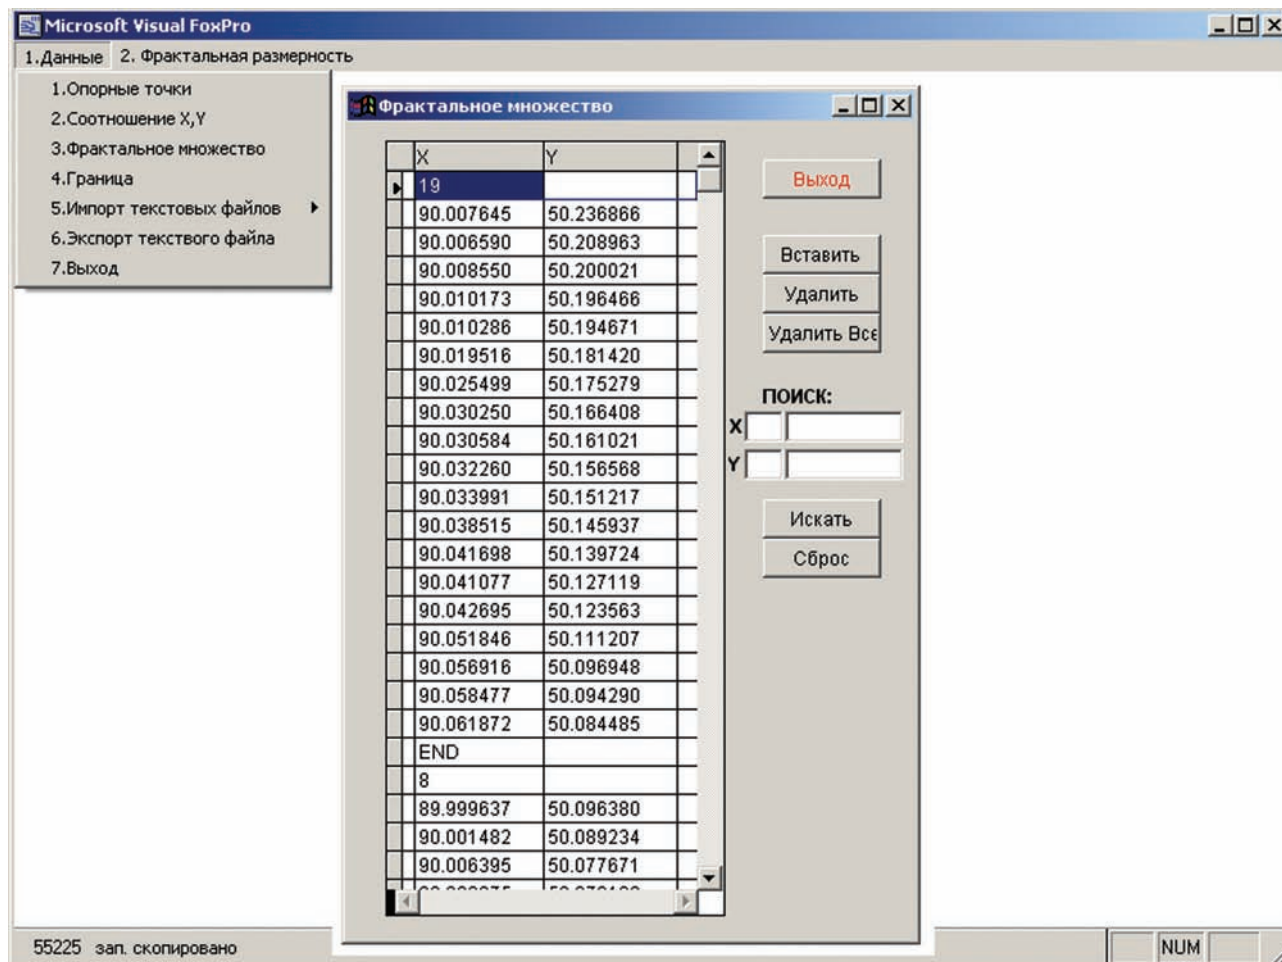 Microsoft Visual FoxPro
1.Данные 2. Фрактальная размерность
1.Опорные точки
2.Соотношение X,Y
3.Фрактальное множество
4.Граница
5.Импорт текстовых файлов
6.Экспорт текствого файла
7.Выход
Фрактальное множество
X Y
19
90.007645 50.236866
90.006590 50.208963
90.008550 50.200021
90.010173 50.196466
90.010286 50.194671
90.019516 50.181420
90.025499 50.175279
90.030250 50.166408
90.030584 50.161021
90.032260 50.156568
90.033991 50.151217
90.038515 50.145937
90.041698 50.139724
90.041077 50.127119
90.042695 50.123563
90.051846 50.111207
90.056916 50.096948
90.058477 50.094290
90.061872 50.084485
END
8
89.999637 50.096380
90.001482 50.089234
90.006395 50.077671
Выход
Вставить
Удалить
Удалить Все
ПОИСК:
X
Y
Искать
Сброс
55225 зап. скопировано
NUM